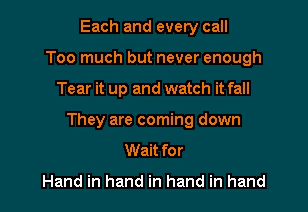 Each and every call
Too much but never enough
Tear it up and watch it fall
They are coming down
Wait for
Hand in hand in hand in hand